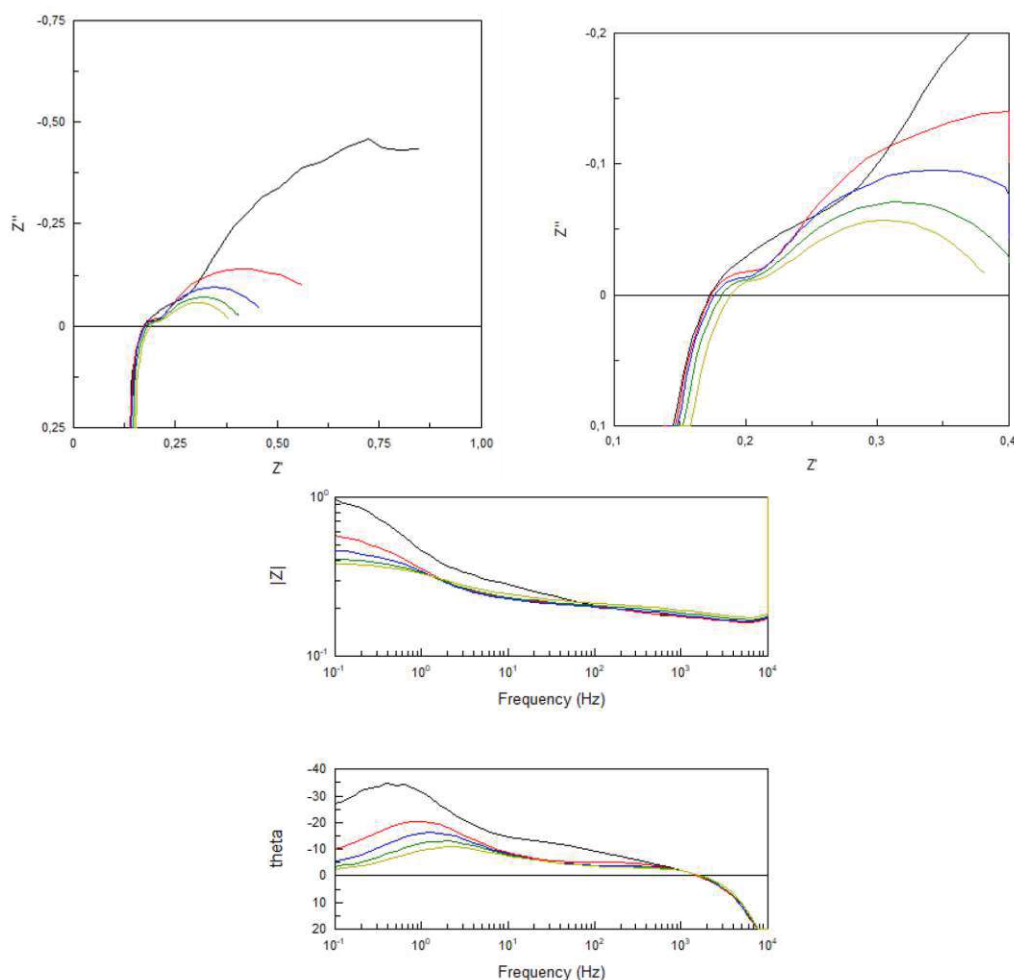 -0,75
-0,50
-0,25
0
0,25
Z''
0 0,25 0,50 0,75 1,00
Z'
-0,2
-0,1
0
0,1
Z''
0,1 0,2 0,3 0,4
Z'
10⁰
10⁻¹
|Z|
10⁻¹ 10⁰ 10¹ 10² 10³ 10⁴
Frequency (Hz)
-40
-30
-20
-10
0
10
20
theta
10⁻¹ 10⁰ 10¹ 10² 10³ 10⁴
Frequency (Hz)